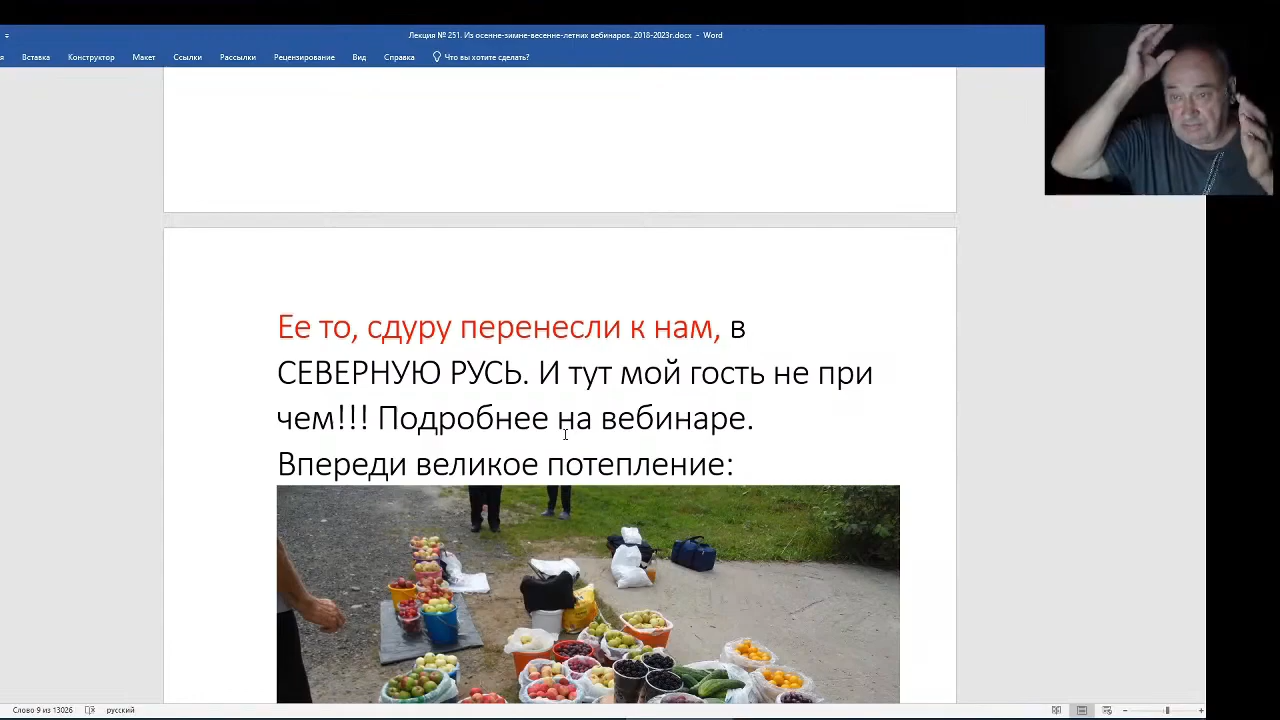 Лекция № 251. Из осенне-зимне-весенне-летних вебинаров. 2018-2023г.docx - Word
я Вставка Конструктор Макет Ссылки Рассылки Рецензирование Вид Справка Что вы хотите сделать?
Ее то, сдуру перенесли к нам, в
СЕВЕРНУЮ РУСЬ. И тут мой гость не при
чем!!! Подробнее на вебинаре.
Впереди великое потепление:
Слово 9 из 13026 русский